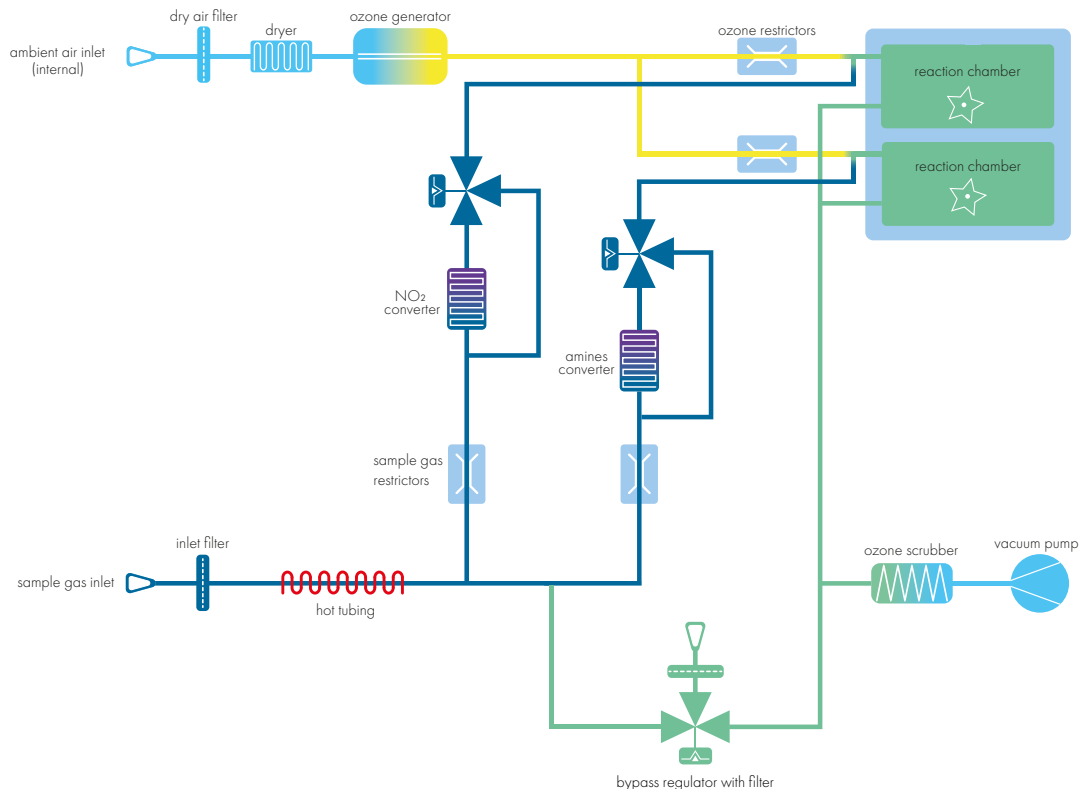 dry air filter
ozone generator
dryer
ozone restrictors
ambient air inlet
(internal)
reaction chamber
reaction chamber
NO₂
converter
amines
converter
sample gas
restrictors
inlet filter
ozone scrubber
vacuum pump
sample gas inlet
hot tubing
bypass regulator with filter